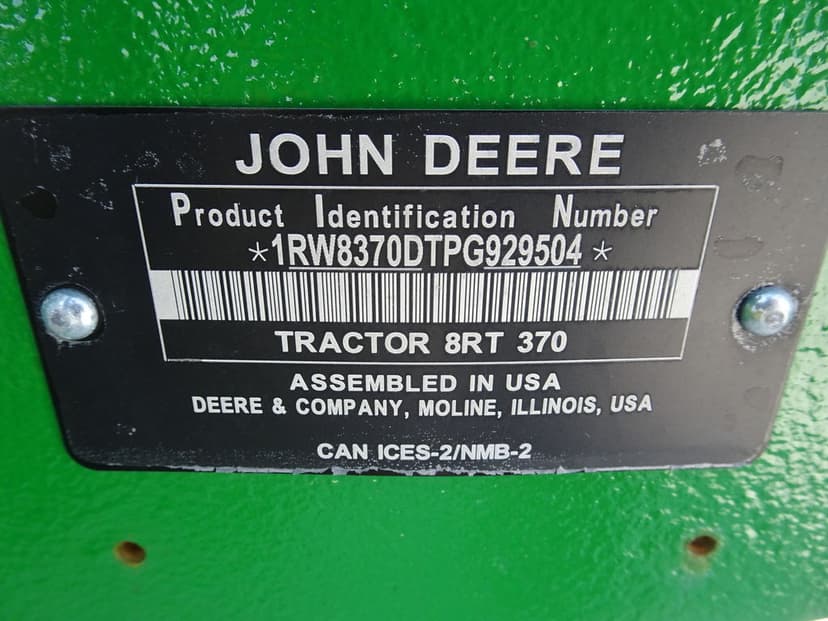 JOHN DEERE
Product Identification Number
*1RW8370DTPG929504*
TRACTOR 8RT 370
ASSEMBLED IN USA
DEERE & COMPANY, MOLINE, ILLINOIS, USA
CAN ICES-2/NMB-2